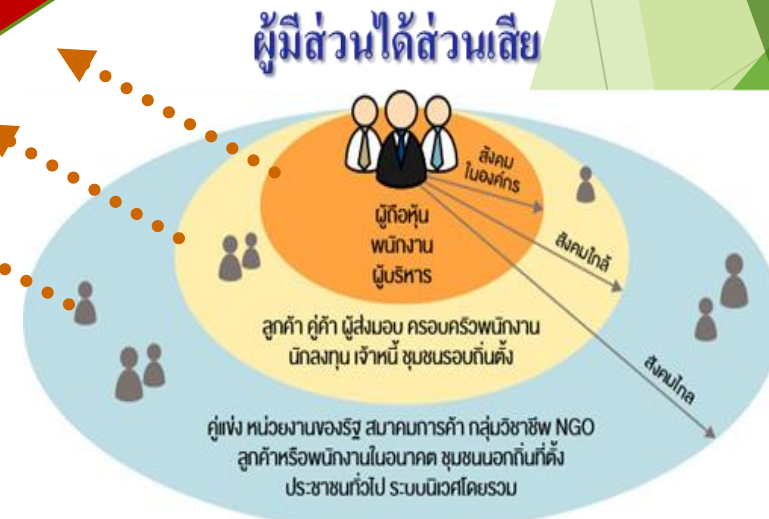 ผู้มีส่วนได้ส่วนเสีย
สังคม
ในองค์กร
ผู้ถือหุ้น
พนักงาน
ผู้บริหาร
สังคมใกล้
ลูกค้า คู่ค้า ผู้ส่งมอบ ครอบครัวพนักงาน
นักลงทุน เจ้าหนี้ ชุมชนรอบถิ่นตั้ง
สังคมไกล
คู่แข่ง หน่วยงานของรัฐ สมาคมการค้า กลุ่มวิชาชีพ NGO
ลูกค้าหรือพนักงานในอนาคต ชุมชนนอกถิ่นที่ตั้ง
ประชาชนทั่วไป ระบบนิเวศโดยรวม